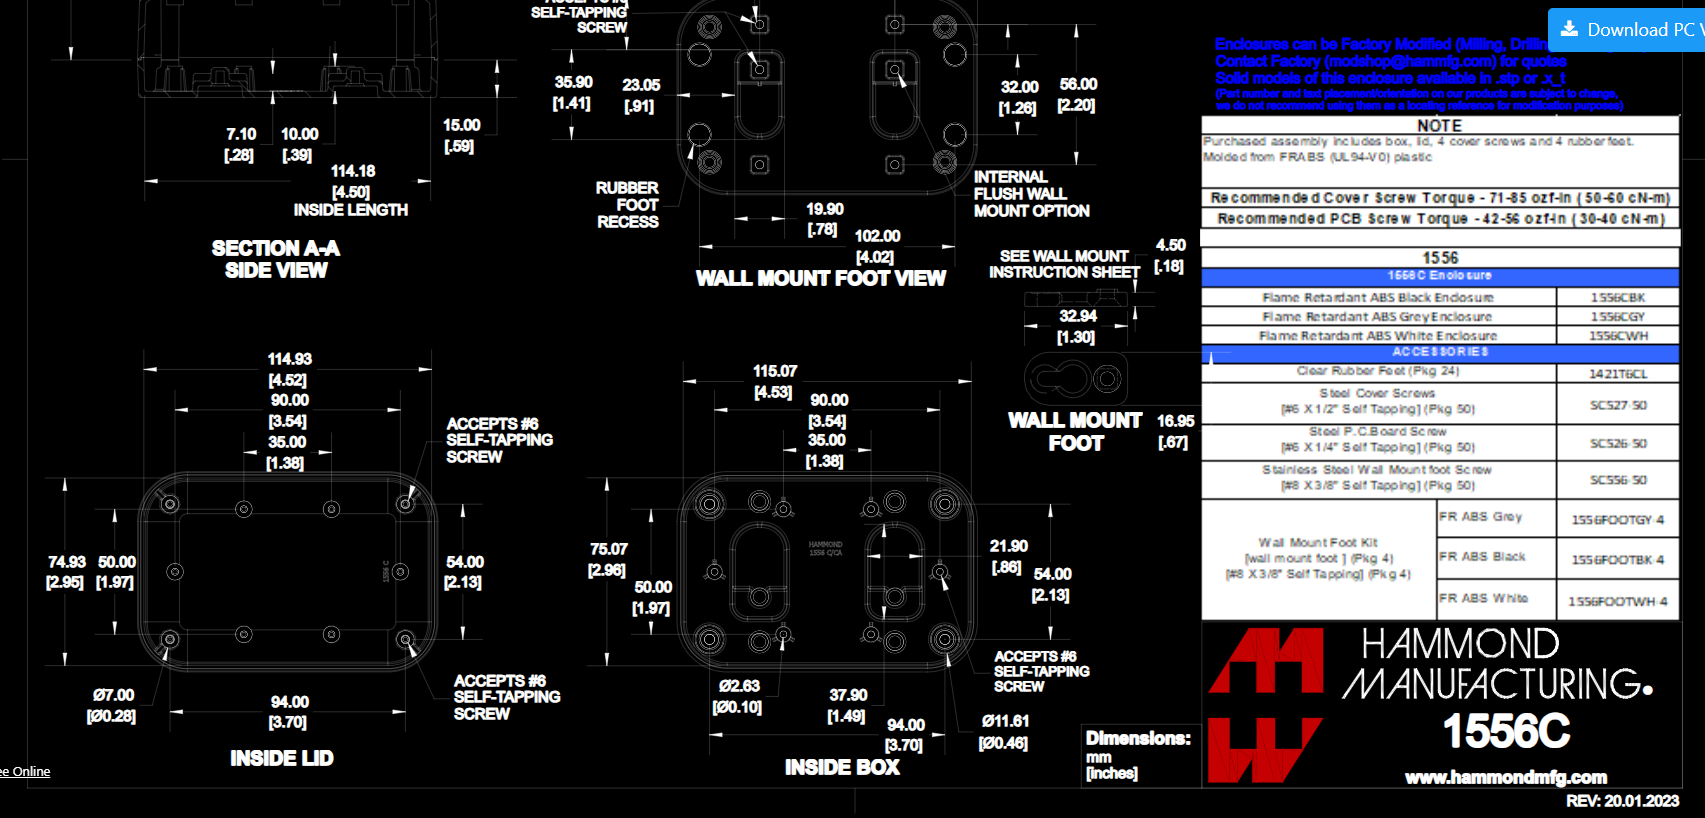 SELF-TAPPING
SCREW
35.90
[1.41]
23.05
[.91]
32.00
[1.26]
56.00
[2.20]
7.10
[.28]
10.00
[.39]
15.00
[.59]
114.18
[4.50]
INSIDE LENGTH
SECTION A-A
SIDE VIEW
RUBBER
FOOT
RECESS
19.90
[.78]
102.00
[4.02]
INTERNAL
FLUSH WALL
MOUNT OPTION
WALL MOUNT FOOT VIEW
SEE WALL MOUNT
INSTRUCTION SHEET
4.50
[.18]
32.94
[1.30]
WALL MOUNT
FOOT
16.95
[.67]
114.93
[4.52]
90.00
[3.54]
35.00
[1.38]
ACCEPTS #6
SELF-TAPPING
SCREW
74.93
[2.95]
50.00
[1.97]
54.00
[2.13]
1556 C
Ø7.00
[Ø0.28]
94.00
[3.70]
ACCEPTS #6
SELF-TAPPING
SCREW
INSIDE LID
115.07
[4.53]
90.00
[3.54]
35.00
[1.38]
75.07
[2.96]
50.00
[1.97]
HAMMOND
1556 C/CA
21.90
[.86]
54.00
[2.13]
Ø2.63
[Ø0.10]
37.90
[1.49]
94.00
[3.70]
ACCEPTS #6
SELF-TAPPING
SCREW
Ø11.61
[Ø0.46]
INSIDE BOX
Dimensions:
mm
[inches]
Download PC
Enclosures can be Factory Modified (Milling,
Contact Factory (modshop@hammfg.com) for quotes
Solid models of this enclosure available in .stp or .x_t
(Part number and text placement/orientation on our products are subject to change,
we do not recommend using them as a locating reference for modification purposes)
NOTE
Purchased assembly includes box, lid, 4 cover screws and 4 rubber feet.
Molded from FRABS (UL94-V0) plastic
Recommended Cover Screw Torque - 71-85 ozf-in (50-60 cN-m)
Recommended PCB Screw Torque - 42-56 ozf-in (30-40 cN-m)
1556
1556C Enclosure
Flame Retardant ABS Black Enclosure 1556CBK
Flame Retardant ABS Grey Enclosure 1556CGY
Flame Retardant ABS White Enclosure 1556CWH
ACCESSORIES
Clear Rubber Feet (Pkg 24) 1421T6CL
Steel Cover Screws
[#6 X 1/2" Self Tapping] (Pkg 50) SC527-50
Steel P.C.Board Screw
[#6 X 1/4" Self Tapping] (Pkg 50) SC526-50
Stainless Steel Wall Mount foot Screw
[#8 X 3/8" Self Tapping] (Pkg 50) SC556-50
Wall Mount Foot Kit
[wall mount foot ] (Pkg 4)
[#8 X 3/8" Self Tapping] (Pkg 4)
FR ABS Grey 1556FOOTGY-4
FR ABS Black 1556FOOTBK-4
FR ABS White 1556FOOTWH-4
HAMMOND
MANUFACTURING.
1556C
www.hammondmfg.com
REV: 20.01.2023
Online